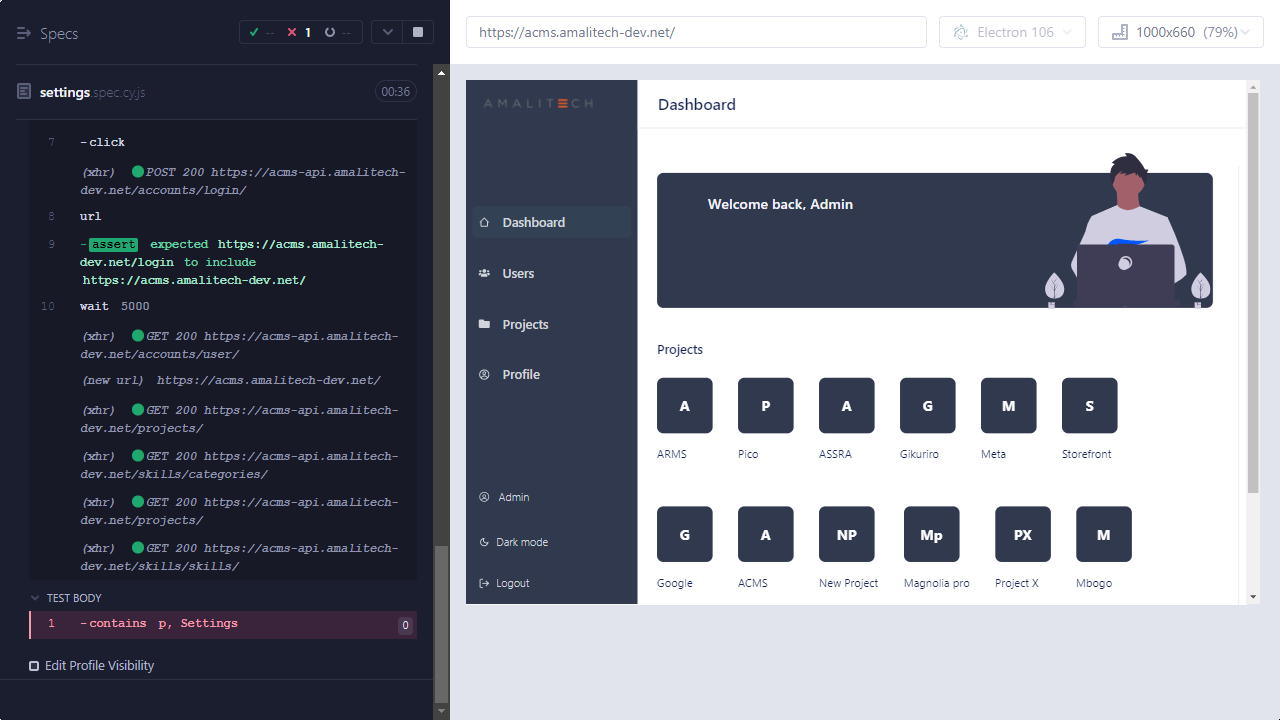 Specs
-- 1 --
settings.spec.cy.js 00:36
7 -click
(xhr) POST 200 https://acms-api.amalitech-
dev.net/accounts/login/
8 url
9 -assert expected https://acms.amalitech-
dev.net/login to include
https://acms.amalitech-dev.net/
10 wait 5000
(xhr) GET 200 https://acms-api.amalitech-
dev.net/accounts/user/
(new url) https://acms.amalitech-dev.net/
(xhr) GET 200 https://acms-api.amalitech-
dev.net/projects/
(xhr) GET 200 https://acms-api.amalitech-
dev.net/skills/categories/
(xhr) GET 200 https://acms-api.amalitech-
dev.net/projects/
(xhr) GET 200 https://acms-api.amalitech-
dev.net/skills/skills/
TEST BODY
1 -contains p, Settings 0
Edit Profile Visibility
https://acms.amalitech-dev.net/ Electron 106 1000x660 (79%)
AMALITECH
Dashboard
Users
Projects
Profile
Admin
Dark mode
Logout
Dashboard
Welcome back, Admin
Projects
A P A G M S
ARMS Pico ASSRA Gikuriro Meta Storefront
G A NP Mp PX M
Google ACMS New Project Magnolia pro Project X Mbogo